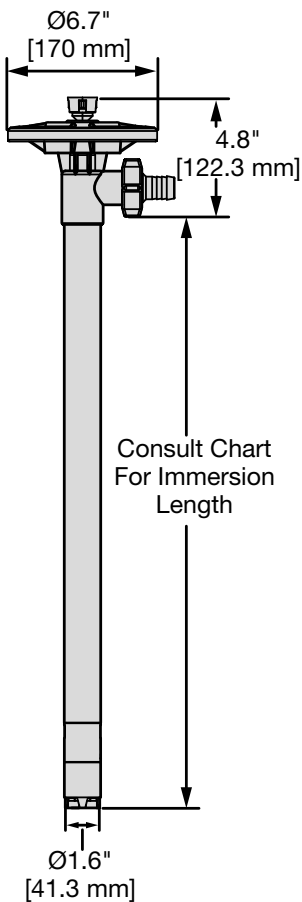 Ø6.7"
[170 mm]
4.8"
[122.3 mm]
Consult Chart
For Immersion
Length
Ø1.6"
[41.3 mm]